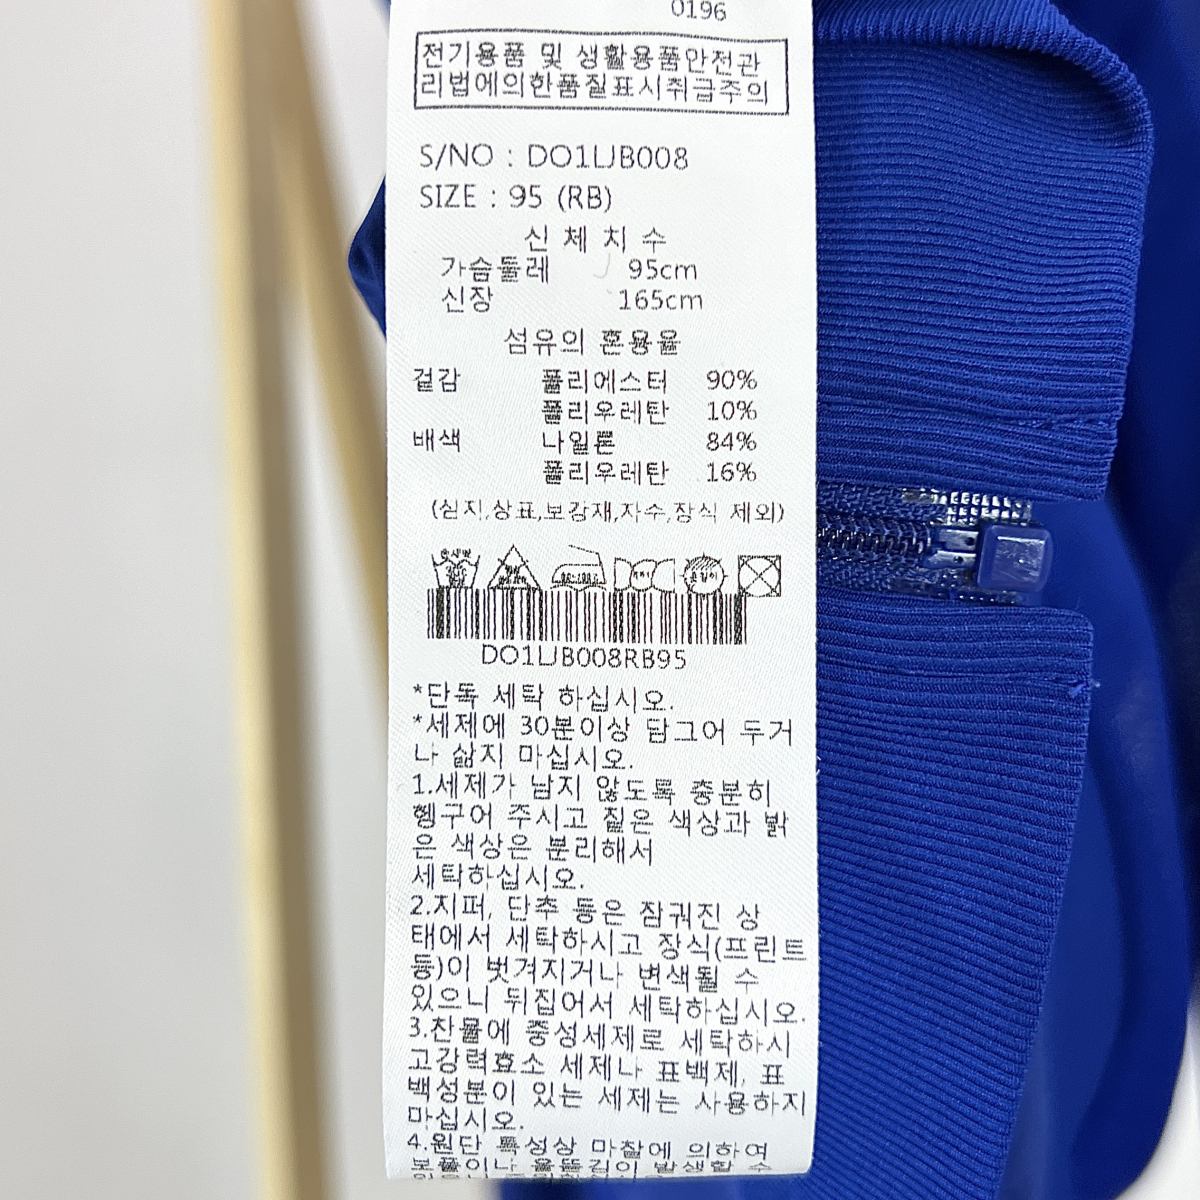 0196
전기용품 및 생활용품안전관
리법에의한품질표시취급주의
S/NO : DO1LJB008
SIZE : 95 (RB)
신 체 치 수
가슴둘레 95cm
신장 165cm
섬유의 혼용율
겉감 폴리에스터 90%
폴리우레탄 10%
배색 나일론 84%
폴리우레탄 16%
(심지,상표,보강재,자수,장식 제외)
DO1LJB008RB95
*단독 세탁 하십시오.
*세제에 30분이상 담그어 두거
나 삶지 마십시오.
1.세제가 남지 않도록 충분히
헹구어 주시고 짙은 색상과 밝
은 색상은 분리해서
세탁하십시오.
2.지퍼, 단추 등은 잠궈진 상
태에서 세탁하시고 장식(프린트
등)이 벗겨지거나 변색될 수
있으니 뒤집어서 세탁하십시오.
3.찬물에 중성세제로 세탁하시
고강력효소 세제나 표백제, 표
백성분이 있는 세제는 사용하지
마십시오.
4.원단 특성상 마찰에 의하여
보풀이나 올뜯김이 발생할 수